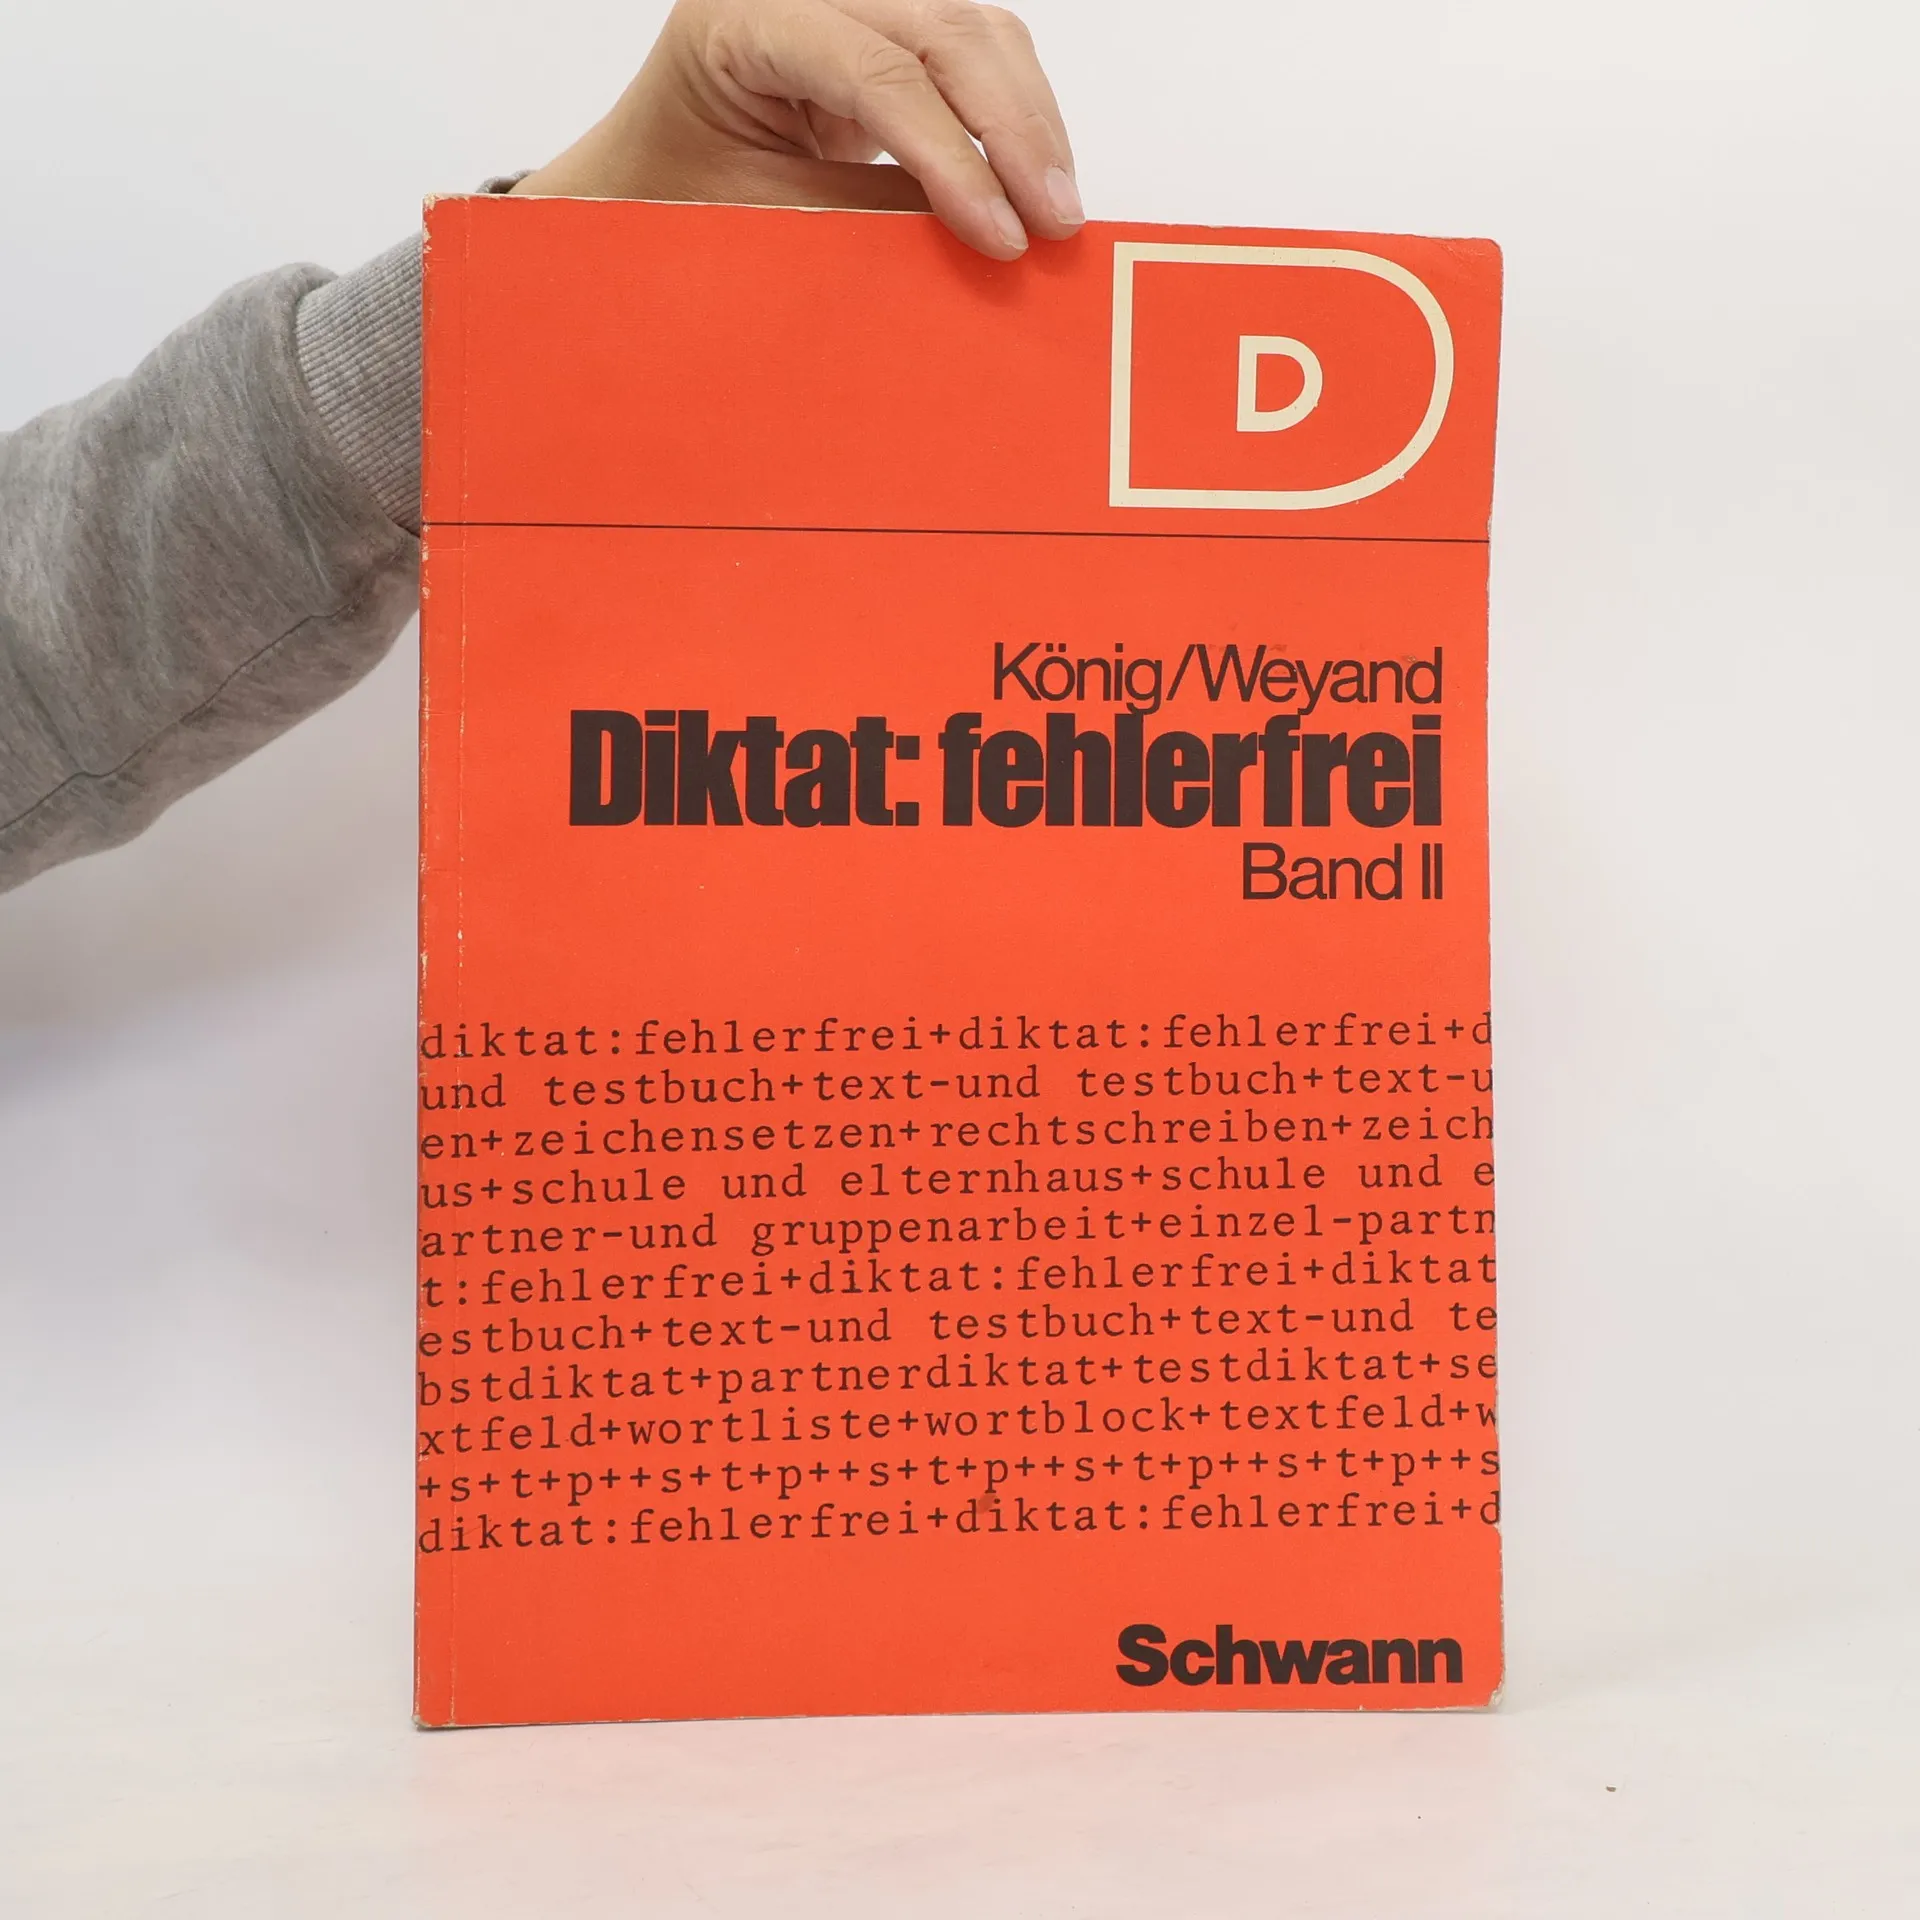 D
D
König/Weyand
Diktat: fehlerfrei
Band II
diktat:fehlerfrei+diktat:fehlerfrei+d
und testbuch+text-und testbuch+text-u
en+zeichensetzen+rechtschreiben+zeich
us+schule und elternhaus+schule und e
artner-und gruppenarbeit+einzel-partn
t:fehlerfrei+diktat:fehlerfrei+diktat
estbuch+text-und testbuch+text-und te
bstdiktat+partnerdiktat+testdiktat+se
xtfeld+wortliste+wortblock+textfeld+w
+s+t+p++s+t+p++s+t+p++s+t+p++s+t+p++s
diktat:fehlerfrei+diktat:fehlerfrei+d
Schwann